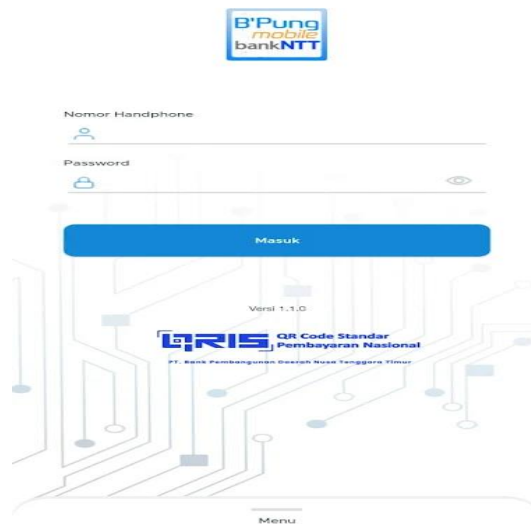 B'Pung
mobile
bankNTT
Nomor Handphone
Password
Masuk
Versi 1.1.0
QRIS
QR Code Standar
Pembayaran Nasional
PT. Bank Pembangunan Daerah Nusa Tenggara Timur
Menu